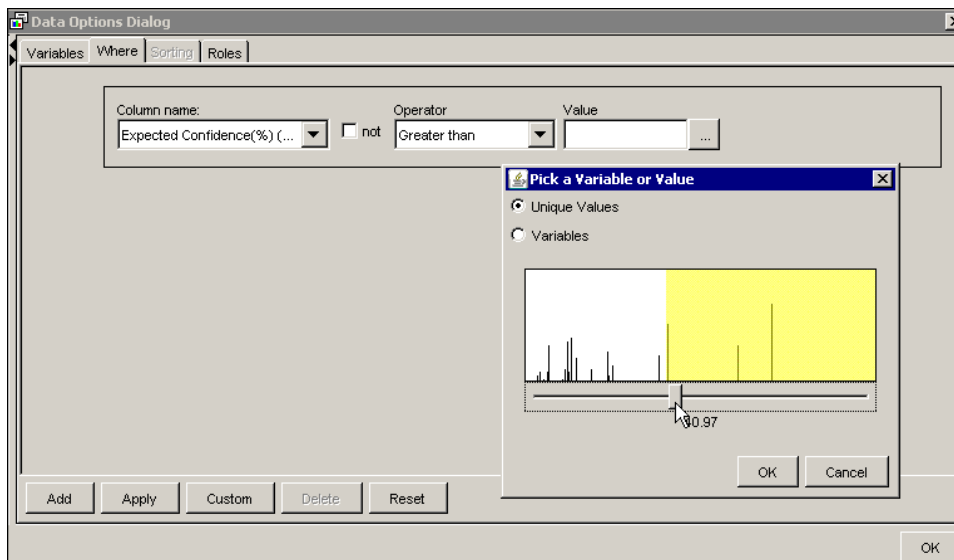 Data Options Dialog
Variables Where Sorting Roles
Column name: Operator Value
Expected Confidence(%) (... not Greater than ...
Pick a Variable or Value
Unique Values
Variables
0.97
OK Cancel
Add Apply Custom Delete Reset
OK